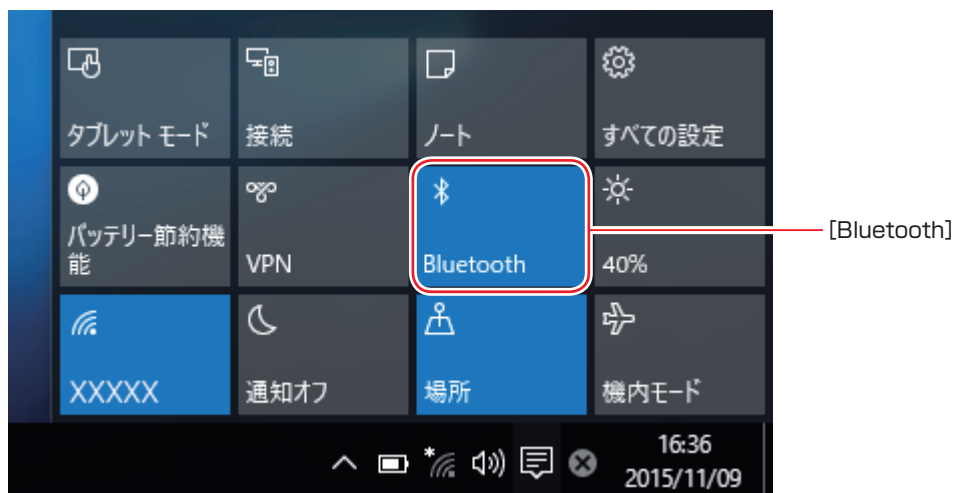 タブレット モード
接続
ノート
すべての設定
バッテリー節約機
能
VPN
Bluetooth
40%
[Bluetooth]
XXXXX
通知オフ
場所
機内モード
16:36
2015/11/09